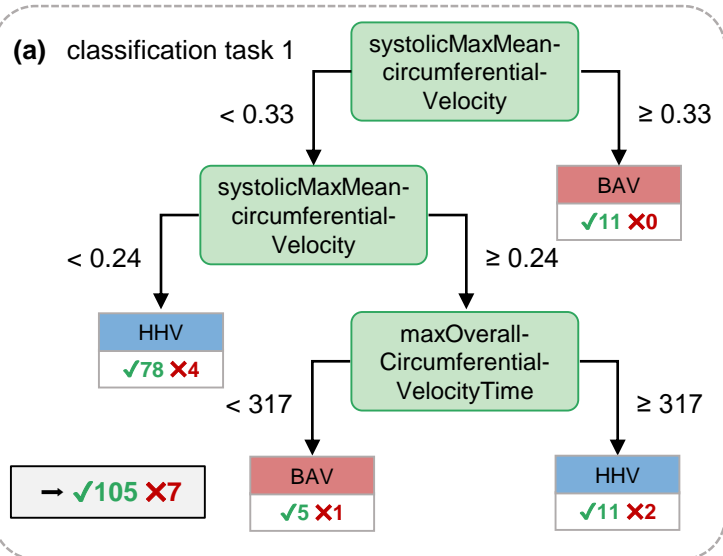 (a) classification task 1
systolicMaxMean-
circumferential-
Velocity
< 0.33
≥ 0.33
systolicMaxMean-
circumferential-
Velocity
BAV
✓11 ✕0
< 0.24
≥ 0.24
HHV
✓78 ✕4
maxOverall-
Circumferential-
VelocityTime
< 317
≥ 317
BAV
✓5 ✕1
HHV
✓11 ✕2
→ ✓105 ✕7